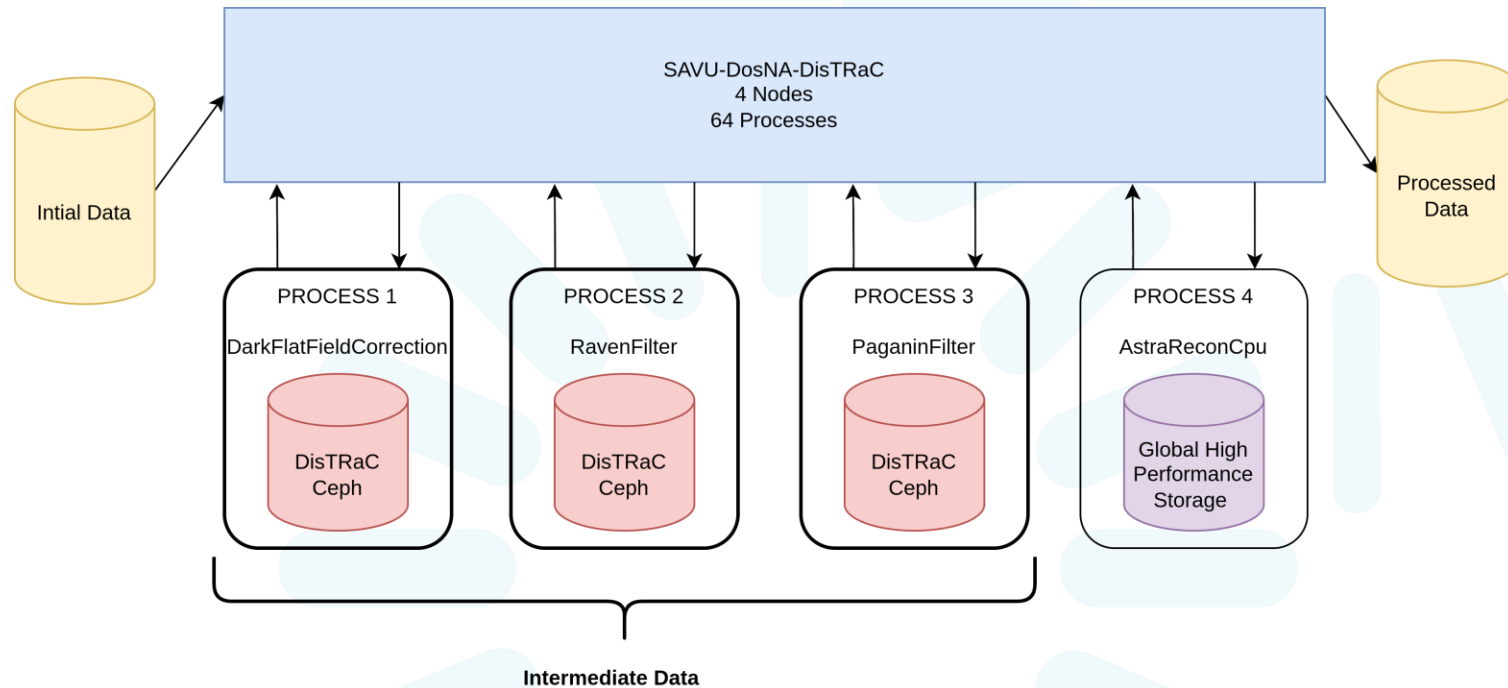 SAVU-DosNA-DisTRaC
4 Nodes
64 Processes
Intial Data
Processed
Data
PROCESS 1
DarkFlatFieldCorrection
DisTRaC
Ceph
PROCESS 2
RavenFilter
DisTRaC
Ceph
PROCESS 3
PaganinFilter
DisTRaC
Ceph
PROCESS 4
AstraReconCpu
Global High
Performance
Storage
Intermediate Data